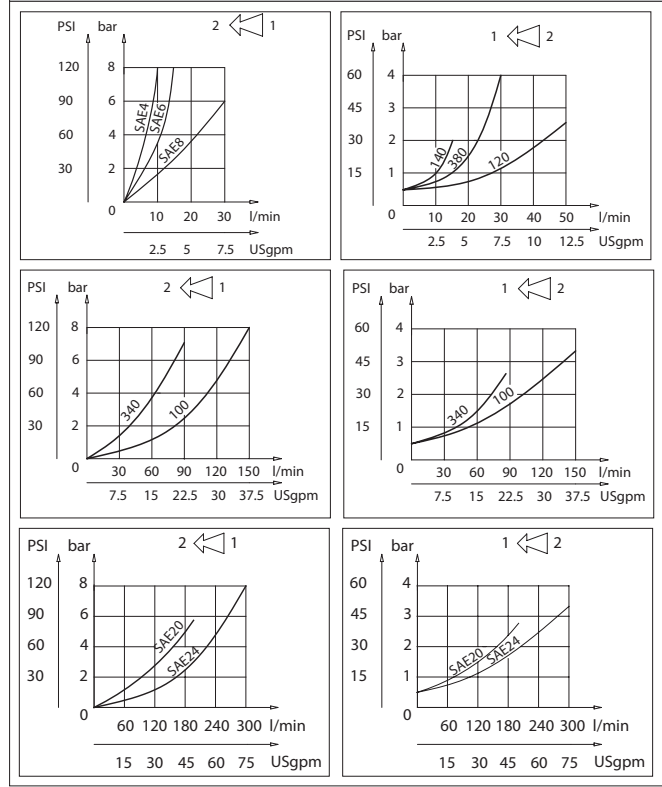 PSI bar 2 1
120 8
90 6
60 4
30 2
0
SAE4 SAE6 SAE8
10 20 30 l/min
2.5 5 7.5 USgpm
PSI bar 1 2
60 4
45 3
30 2
15 1
0
140 380 120
10 20 30 40 50 l/min
2.5 5 7.5 10 12.5 USgpm
PSI bar 2 1
120 8
90 6
60 4
30 2
0
340 100
30 60 90 120 150 l/min
7.5 15 22.5 30 37.5 USgpm
PSI bar 1 2
60 4
45 3
30 2
15 1
0
340 100
30 60 90 120 150 l/min
7.5 15 22.5 30 37.5 USgpm
PSI bar 2 1
120 8
90 6
60 4
30 2
0
SAE20 SAE24
60 120 180 240 300 l/min
15 30 45 60 75 USgpm
PSI bar 1 2
60 4
45 3
30 2
15 1
0
SAE20 SAE24
60 120 180 240 300 l/min
15 30 45 60 75 USgpm